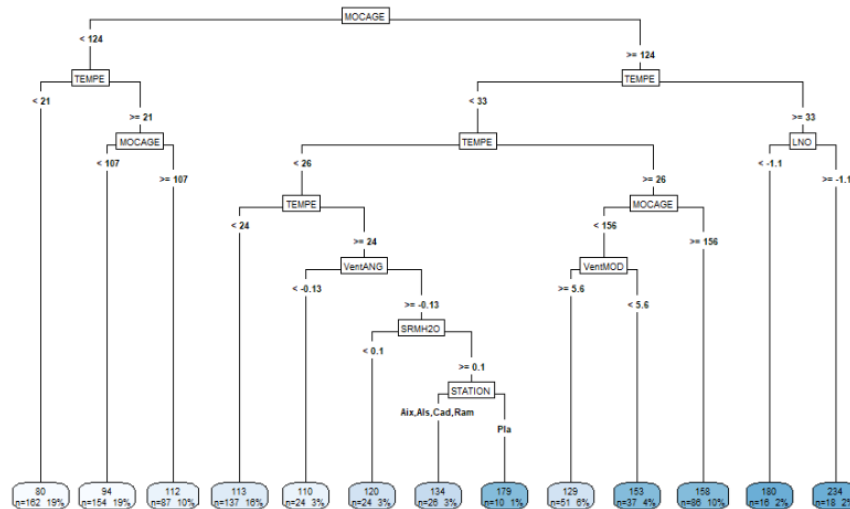 MOCAGE
< 124
>= 124
TEMPE
TEMPE
< 21
>= 21
< 33
>= 33
MOCAGE
TEMPE
LNO
< 107
>= 107
< 26
>= 26
< -1.1
>= -1.1
TEMPE
MOCAGE
< 24
>= 24
< 156
>= 156
VentANG
VentMOD
< -0.13
>= -0.13
>= 5.6
< 5.6
SRMH2O
< 0.1
>= 0.1
STATION
Aix,Als,Cad,Ram
Pla
80
n=162 19%
94
n=154 19%
112
n=87 10%
113
n=137 16%
110
n=24 3%
120
n=24 3%
134
n=26 3%
179
n=10 1%
129
n=51 6%
153
n=37 4%
158
n=86 10%
180
n=16 2%
234
n=18 2%